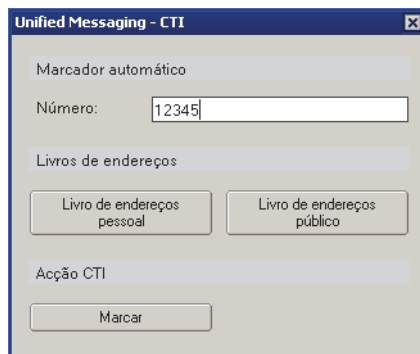 Unified Messaging - CTI
Marcador automático
Número: 12345
Livros de endereços
Livro de endereços
pessoal
Livro de endereços
público
Acção CTI
Marcar